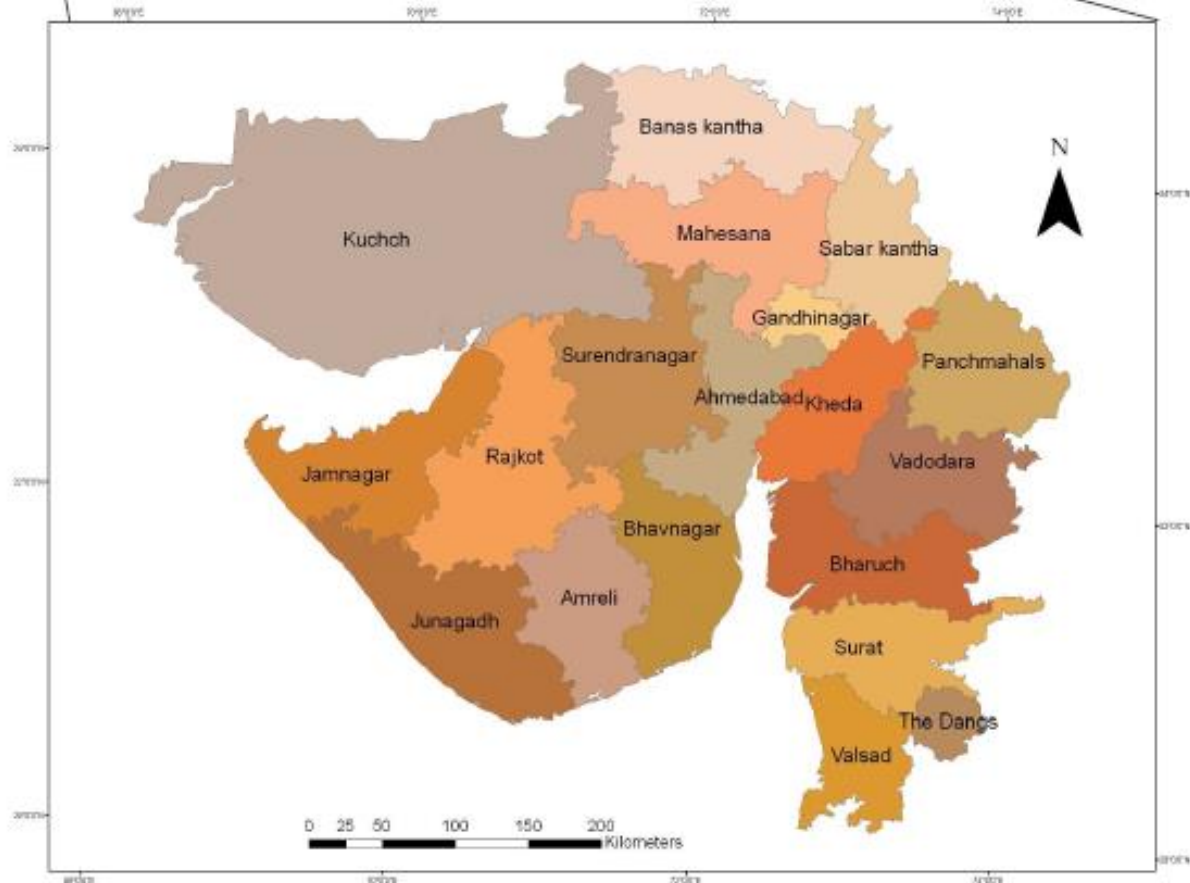 Banas kantha
N
Kuchch
Mahesana
Sabar kantha
Gandhinagar
Surendranagar
Panchmahals
Ahmedabad
Kheda
Rajkot
Vadodara
Jamnagar
Bhavnagar
Bharuch
Amreli
Junagadh
Surat
The Dangs
Valsad
0 25 50 100 150 200
Kilometers